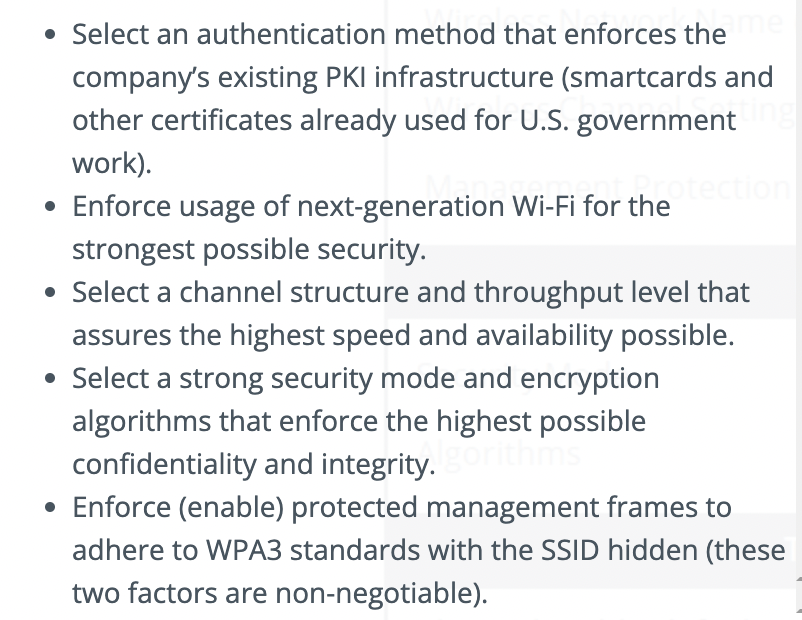 Wireless Network Name
• Select an authentication method that enforces the
company's existing PKI infrastructure (smartcards and
other certificates already used for U.S. government
work).
Wireless Channel Setting
Management Protection
• Enforce usage of next-generation Wi-Fi for the
strongest possible security.
• Select a channel structure and throughput level that
assures the highest speed and availability possible.
• Select a strong security mode and encryption
algorithms that enforce the highest possible
confidentiality and integrity.
Algorithms
• Enforce (enable) protected management frames to
adhere to WPA3 standards with the SSID hidden (these
two factors are non-negotiable).